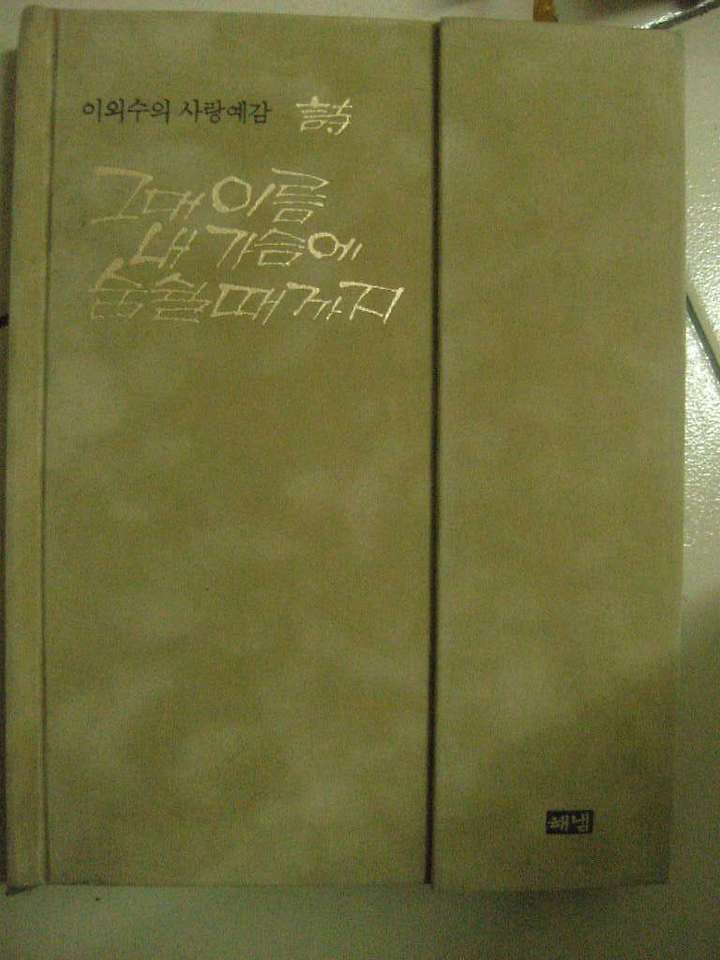 이외수의 사랑예감 詩
그대 이름
내 가슴에
숨쉴 때까지
해냄